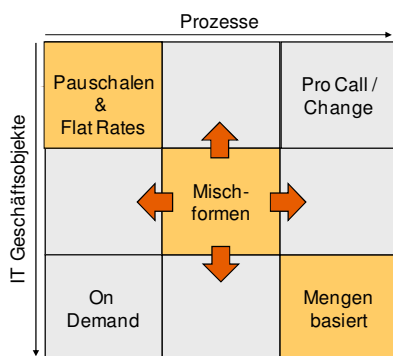 Prozesse
IT Geschäftsobjekte
Pauschalen
&
Flat Rates
Pro Call /
Change
Misch-
formen
On
Demand
Mengen
basiert